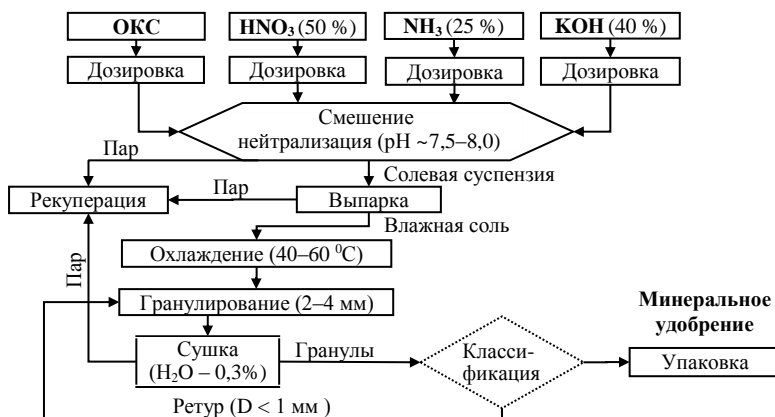 ОКС
HNO₃ (50 %)
NH₃ (25 %)
KOH (40 %)
Дозировка
Дозировка
Дозировка
Дозировка
Смешение
нейтрализация (pH ~7,5–8,0)
Пар
Солевая суспензия
Рекуперация
Пар
Выпарка
Влажная соль
Пар
Охлаждение (40–60 ⁰C)
Гранулирование (2–4 мм)
Минеральное
удобрение
Сушка
(H₂O – 0,3%)
Гранулы
Класси-
фикация
Упаковка
Ретур (D < 1 мм )